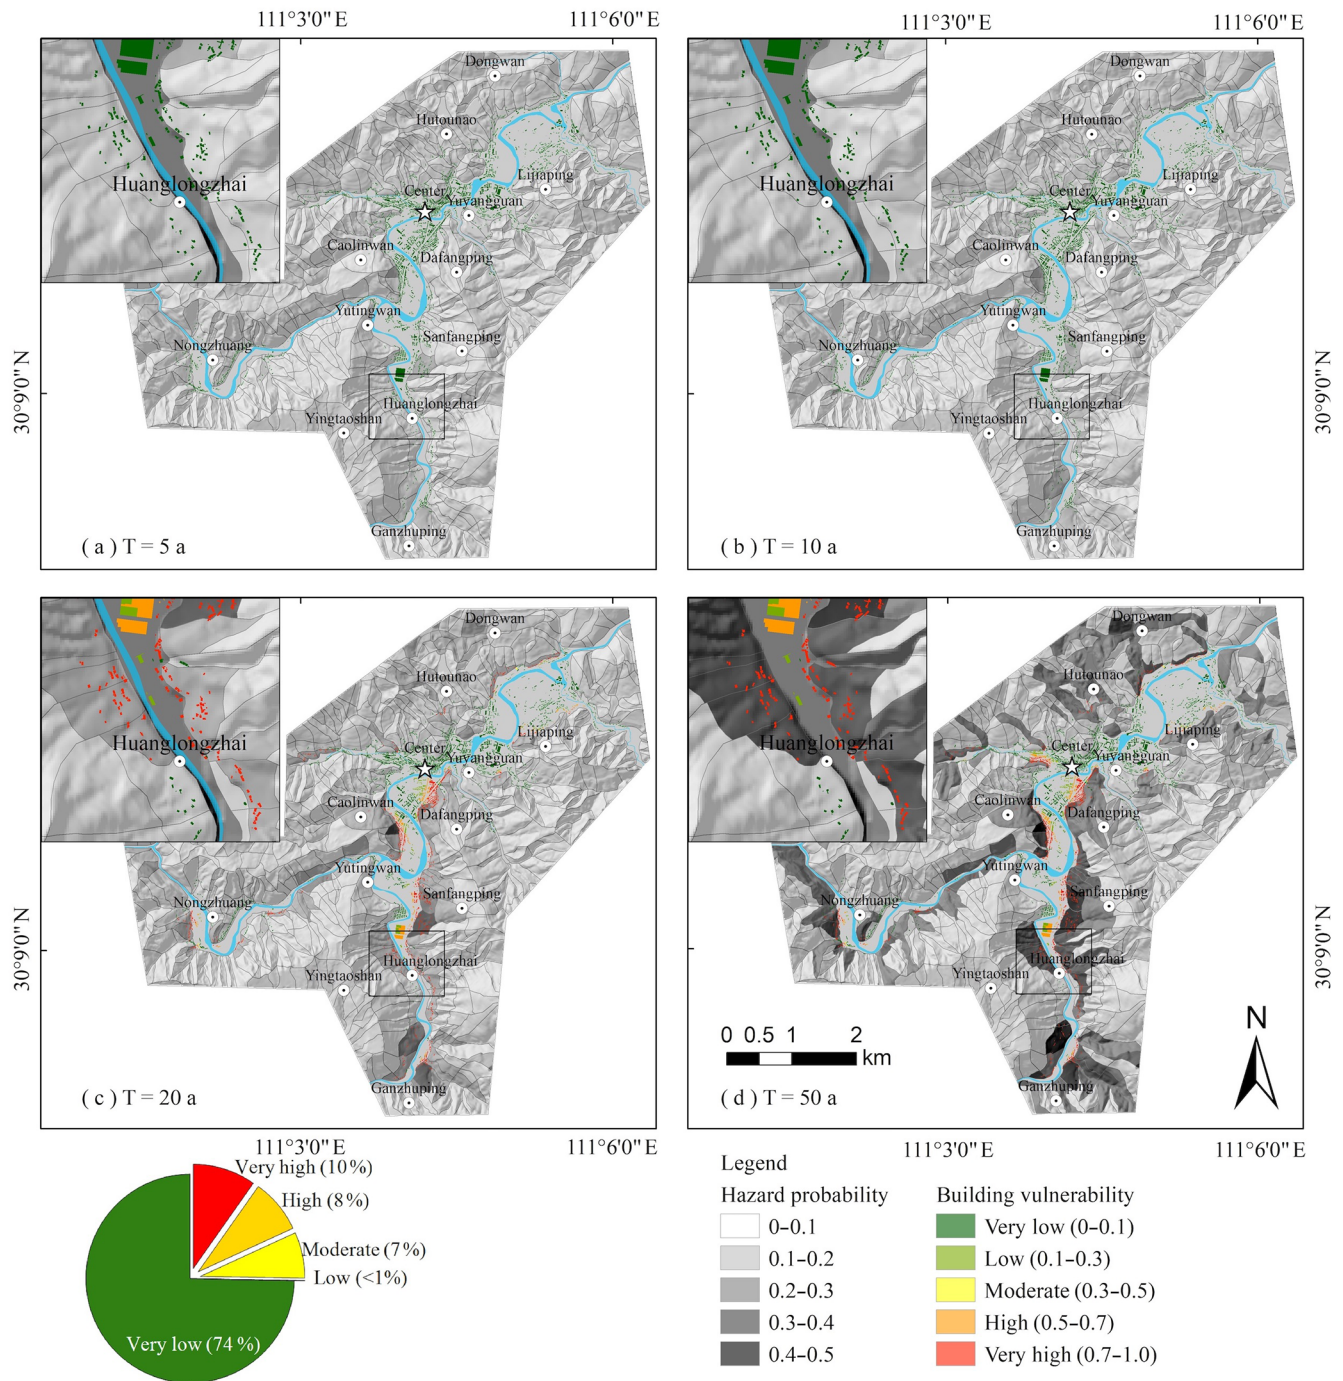 111°3'0" E
111°6'0" E
111°3'0" E
111°6'0" E
30°9'0" N
Huanglongzhai
Dongwan
Hutounao
Lijiaping
Center
Yuyangguan
Caolinwan
Dafangping
Yutingwan
Nongzhuang
Sanfangping
Huanglongzhai
Yingtaoshan
Ganzhuping
( a ) T = 5 a
Huanglongzhai
Dongwan
Hutounao
Lijiaping
Center
Yuyangguan
Caolinwan
Dafangping
Yutingwan
Nongzhuang
Sanfangping
Huanglongzhai
Yingtaoshan
Ganzhuping
( b ) T = 10 a
30°9'0" N
30°9'0" N
Huanglongzhai
Dongwan
Hutounao
Lijiaping
Center
Yuyangguan
Caolinwan
Dafangping
Yutingwan
Nongzhuang
Sanfangping
Huanglongzhai
Yingtaoshan
Ganzhuping
( c ) T = 20 a
Huanglongzhai
Dongwan
Hutounao
Lijiaping
Center
Yuyangguan
Caolinwan
Dafangping
Yutingwan
Nongzhuang
Sanfangping
Huanglongzhai
Yingtaoshan
Ganzhuping
0 0.5 1 2
km
N
( d ) T = 50 a
30°9'0" N
111°3'0" E
111°6'0" E
111°3'0" E
111°6'0" E
Very high (10%)
High (8%)
Moderate (7%)
Low (<1%)
Very low (74%)
Legend
Hazard probability
0–0.1
0.1–0.2
0.2–0.3
0.3–0.4
0.4–0.5
Building vulnerability
Very low (0–0.1)
Low (0.1–0.3)
Moderate (0.3–0.5)
High (0.5–0.7)
Very high (0.7–1.0)